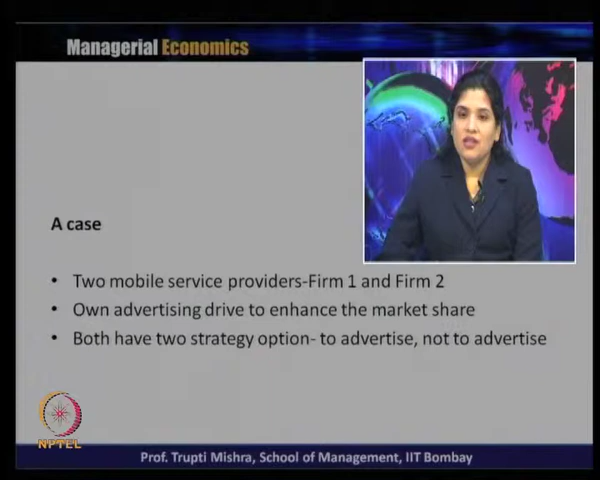 Managerial Economics
A case
• Two mobile service providers-Firm 1 and Firm 2
• Own advertising drive to enhance the market share
• Both have two strategy option- to advertise, not to advertise
NPTEL
Prof. Trupti Mishra, School of Management, IIT Bombay